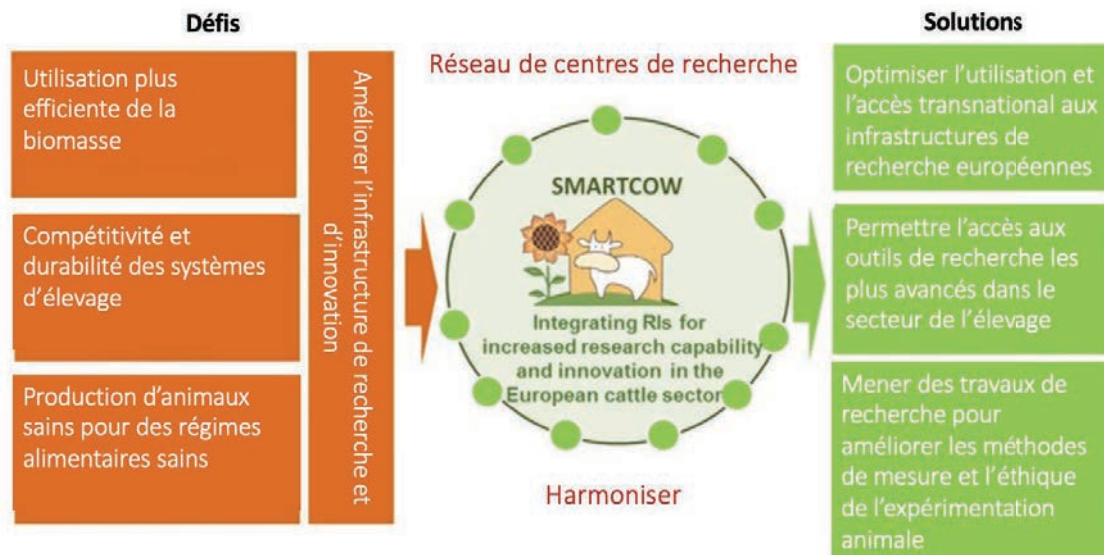 Défis
Utilisation plus
efficiente de la
biomasse
Compétitivité et
durabilité des systèmes
d'élevage
Production d'animaux
sains pour des régimes
alimentaires sains
Améliorer l'infrastructure de recherche et
d'innovation
Réseau de centres de recherche
SMARTCOW
Integrating RIs for
increased research capability
and innovation in the
European cattle sector
Harmoniser
Solutions
Optimiser l'utilisation et
l'accès transnational aux
infrastructures de
recherche européennes
Permettre l'accès aux
outils de recherche les
plus avancés dans le
secteur de l'élevage
Mener des travaux de
recherche pour
améliorer les méthodes
de mesure et l'éthique
de l'expérimentation
animale